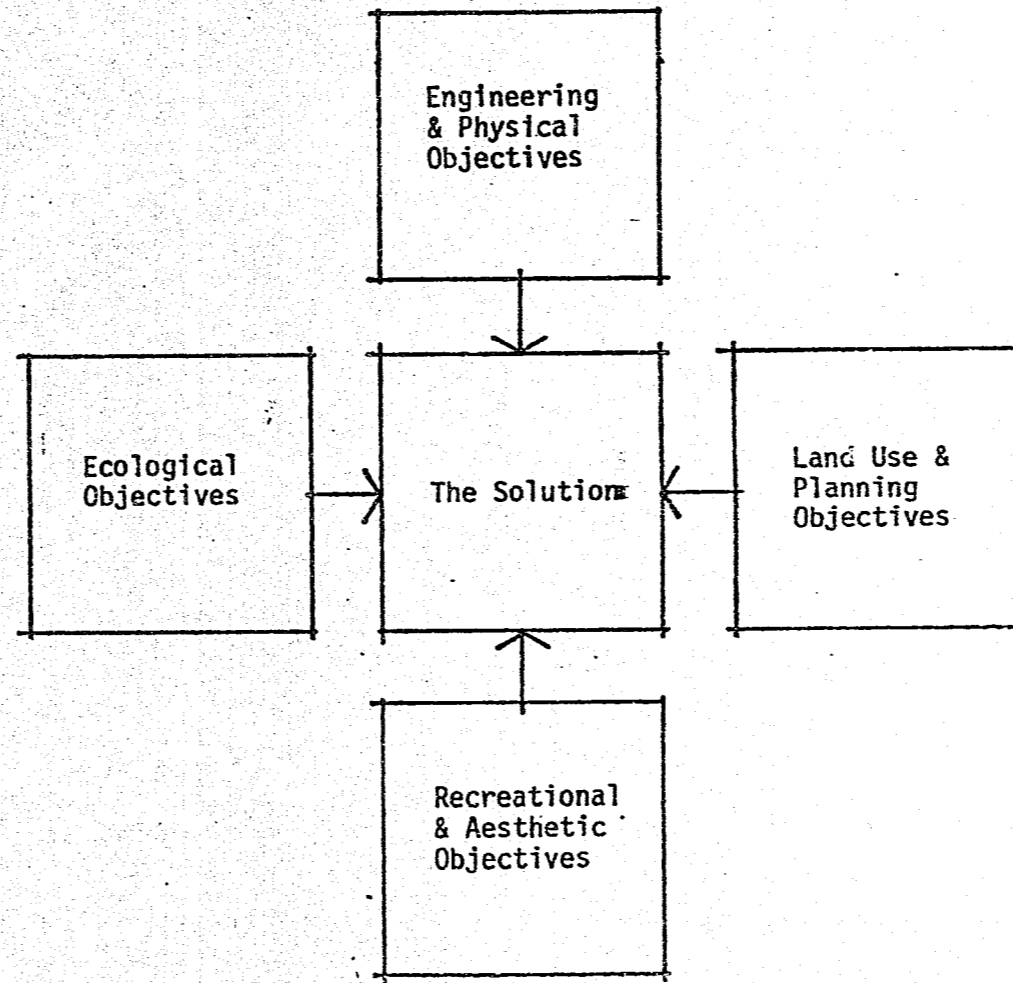 Engineering
& Physical
Objectives
Ecological
Objectives
The Solution
Land Use &
Planning
Objectives
Recreational
& Aesthetic
Objectives